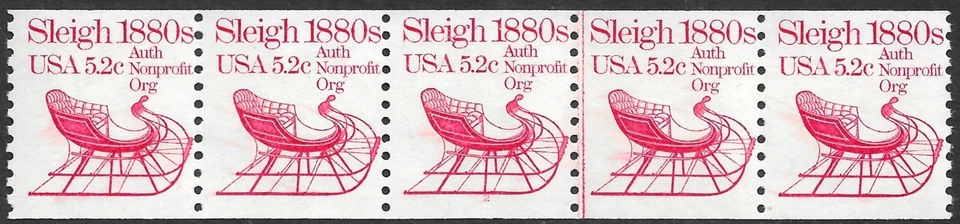 Sleigh 1880s Sleigh 1880s Sleigh 1880s Sleigh 1880s Sleigh 1880s
Auth Auth Auth Auth Auth
USA 5.2c Nonprofit USA 5.2c Nonprofit USA 5.2c Nonprofit USA 5.2c Nonprofit USA 5.2c Nonprofit
Org Org Org Org Org